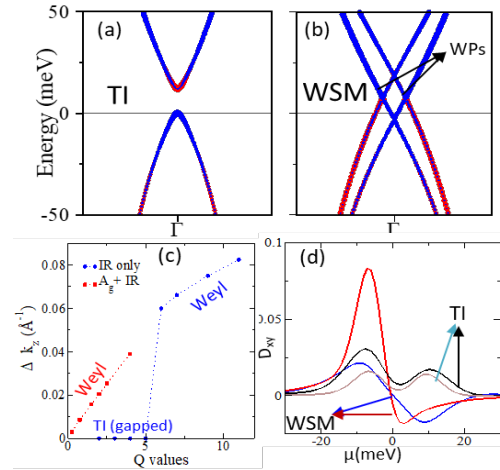 (a)
(b)
50
0
-50
Energy (meV)
TI
WSM
WPs
Γ
Γ
(c)
IR only
A_g + IR
0.08
0.06
0.04
0.02
0
Δ k_z (Å⁻¹)
Weyl
Weyl
TI (gapped)
0
5
10
Q values
(d)
0.1
0.05
0
D_xy
TI
WSM
-20
0
20
μ(meV)